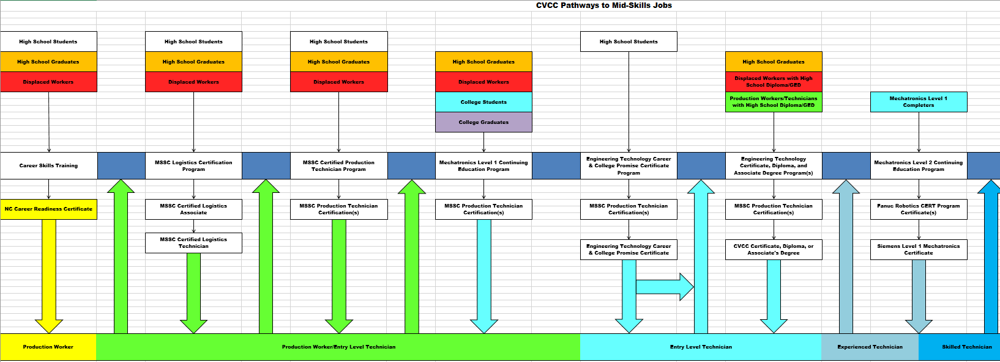 CVCC Pathways to Mid-Skills Jobs
High School Students
High School Students
High School Students
High School Students
High School Graduates
High School Graduates
High School Graduates
High School Graduates
High School Graduates
Displaced Workers
Displaced Workers
Displaced Workers
Displaced Workers
Displaced Workers with High
School Diploma/GED
College Students
Production Workers/Technicians
with High School Diploma/GED
Mechatronics Level 1
Completers
College Graduates
Career Skills Training
MSSC Logistics Certification
Program
MSSC Certified Production
Technician Program
Mechatronics Level 1 Continuing
Education Program
Engineering Technology Career
& College Promise Certificate
Program
Engineering Technology
Certificate, Diploma, and
Associate Degree Program(s)
Mechatronics Level 2 Continuing
Education Program
NC Career Readiness Certificate
MSSC Certified Logistics
Associate
MSSC Production Technician
Certification(s)
MSSC Production Technician
Certification(s)
MSSC Production Technician
Certification(s)
MSSC Production Technician
Certification(s)
Fanuc Robotics CERT Program
Certificate(s)
MSSC Certified Logistics
Technician
Engineering Technology Career
& College Promise Certificate
CVCC Certificate, Diploma, or
Associate's Degree
Siemens Level 1 Mechatronics
Certificate
Production Worker
Production Worker/Entry Level Technician
Entry Level Technician
Experienced Technician
Skilled Technician